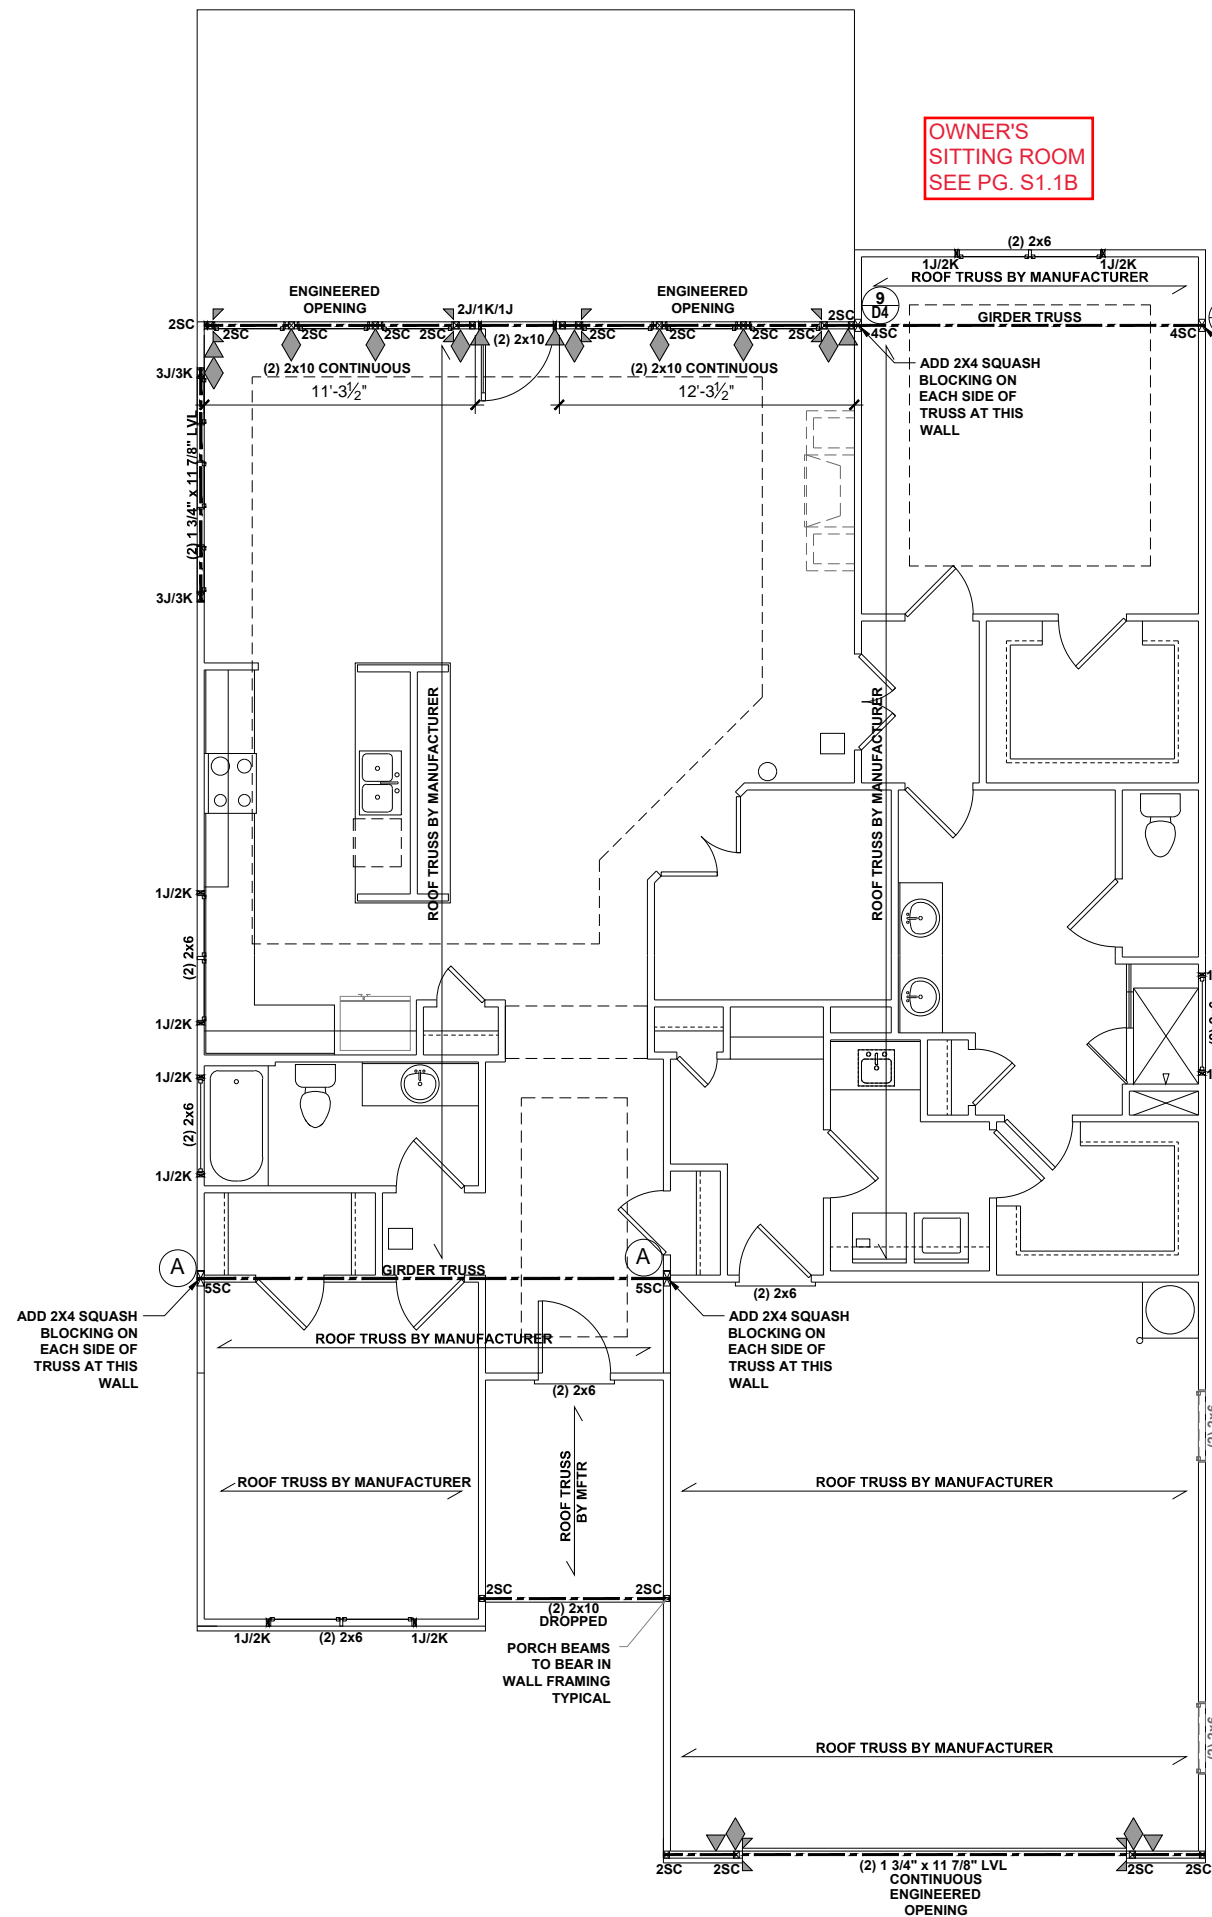 OWNER'S
SITTING ROOM
SEE PG. S1.1B
(2) 2x6
1J/2K
1J/2K
ROOF TRUSS BY MANUFACTURER
9
D4
GIRDER TRUSS
4SC
4SC
ADD 2X4 SQUASH
BLOCKING ON
EACH SIDE OF
TRUSS AT THIS
WALL
ENGINEERED
OPENING
2J/1K/1J
ENGINEERED
OPENING
2SC
2SC
2SC
2SC
2SC
2SC
(2) 2x10
2SC
2SC
2SC
2SC
(2) 2x10 CONTINUOUS
(2) 2x10 CONTINUOUS
11'-3½"
12'-3½"
3J/3K
(2) 1 3/4" x 11 7/8" LVL
3J/3K
ROOF TRUSS BY MANUFACTURER
ROOF TRUSS BY MANUFACTURER
1J/2K
(2) 2x6
1J/2K
1J/2K
(2) 2x6
1J/2K
A
GIRDER TRUSS
A
5SC
5SC
(2) 2x6
ADD 2X4 SQUASH
BLOCKING ON
EACH SIDE OF
TRUSS AT THIS
WALL
ADD 2X4 SQUASH
BLOCKING ON
EACH SIDE OF
TRUSS AT THIS
WALL
ROOF TRUSS BY MANUFACTURER
(2) 2x6
ROOF TRUSS BY MANUFACTURER
ROOF TRUSS
BY MFTR
ROOF TRUSS BY MANUFACTURER
2SC
2SC
(2) 2x10
DROPPED
1J/2K
(2) 2x6
1J/2K
PORCH BEAMS
TO BEAR IN
WALL FRAMING
TYPICAL
ROOF TRUSS BY MANUFACTURER
2SC
2SC
(2) 1 3/4" x 11 7/8" LVL
CONTINUOUS
ENGINEERED
OPENING
2SC
2SC